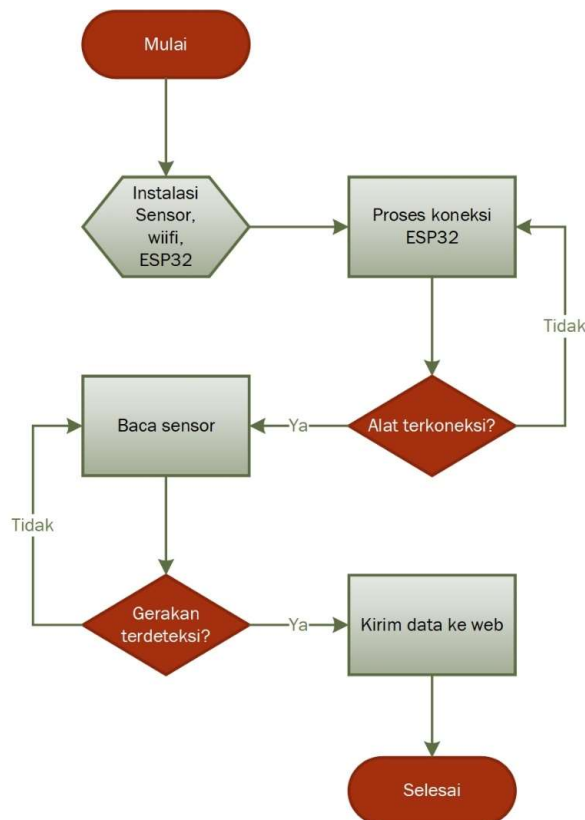 Mulai
Instalasi
Sensor,
wiifi,
ESP32
Proses koneksi
ESP32
Tidak
Alat terkoneksi?
Ya
Baca sensor
Tidak
Gerakan
terdeteksi?
Ya
Kirim data ke web
Selesai